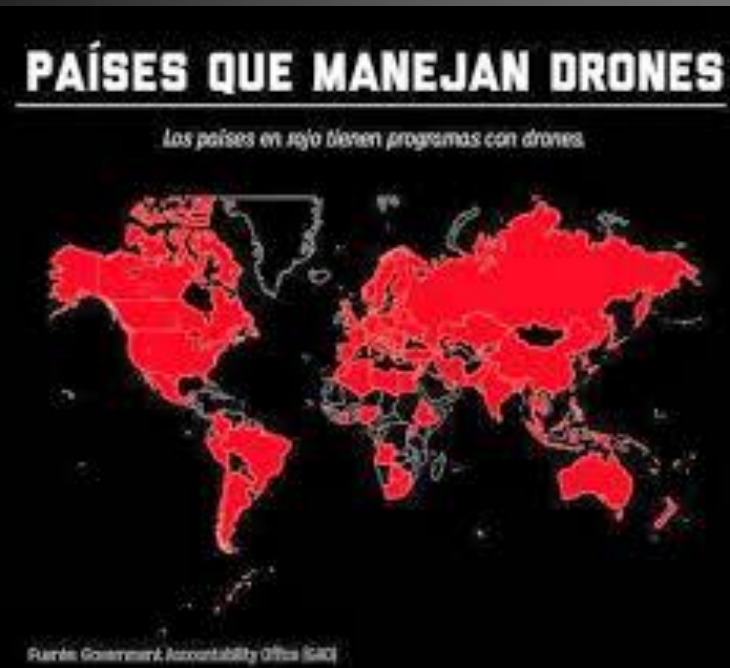 PAÍSES QUE MANEJAN DRONES
Los países en rojo tienen programas con drones.
Fuente: Government Accountability Office (GAO)